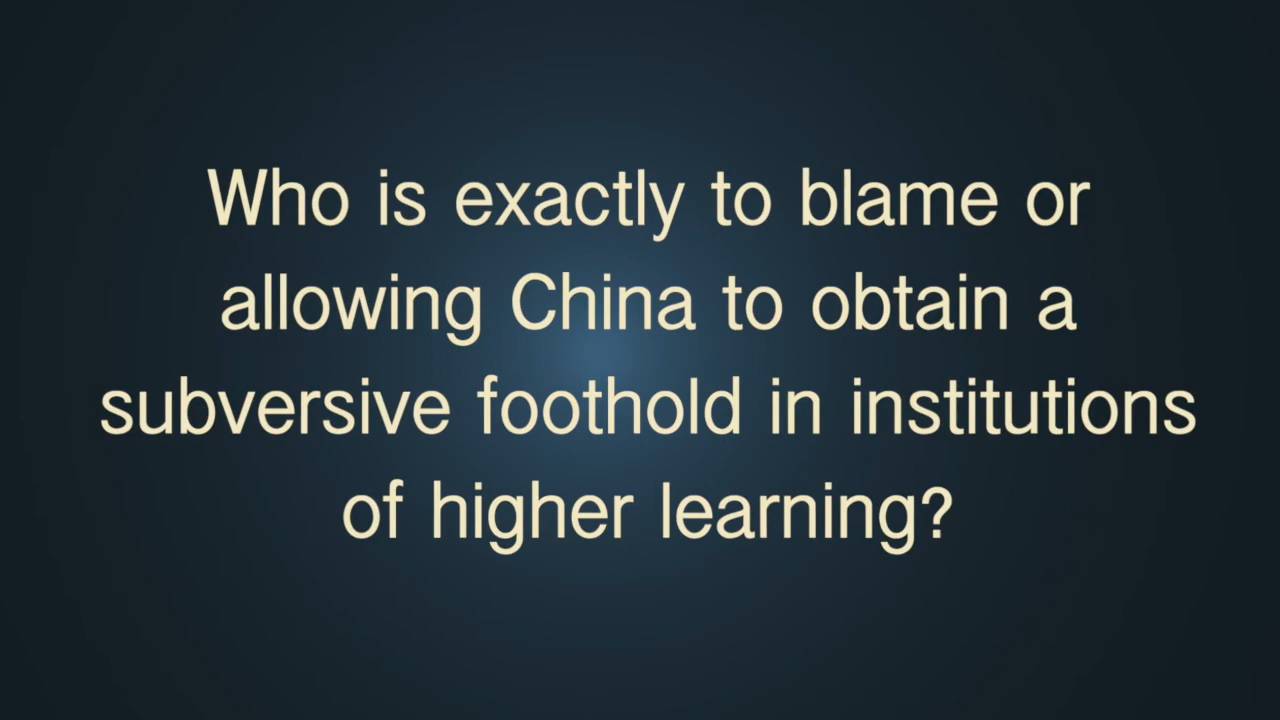 Who is exactly to blame or
allowing China to obtain a
subversive foothold in institutions
of higher learning?